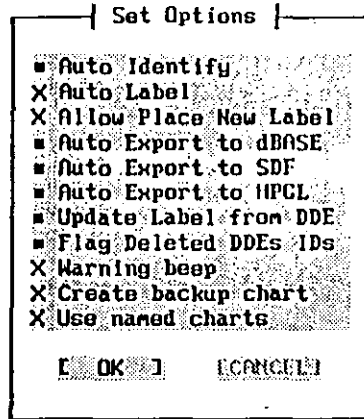 Set Options
■ Auto Identify
X Auto Label
X Allow Place New Label
■ Auto Export to dBASE
■ Auto Export to SDF
■ Auto Export to HPGL
■ Update Label from DDE
■ Flag Deleted DDEs IDs
X Warning beep
X Create backup chart
X Use named charts
[ OK ] [CANCEL]